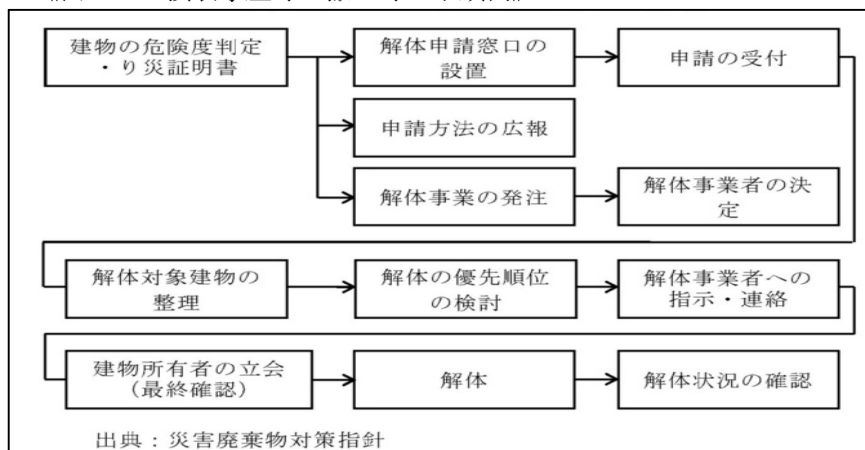 建物の危険度判定
・り災証明書
解体申請窓口の
設置
申請の受付
申請方法の広報
解体事業の発注
解体事業者の決
定
解体対象建物の
整理
解体の優先順位
の検討
解体事業者への
指示・連絡
建物所有者の立会
(最終確認)
解体
解体状況の確認
出典：災害廃棄物対策指針